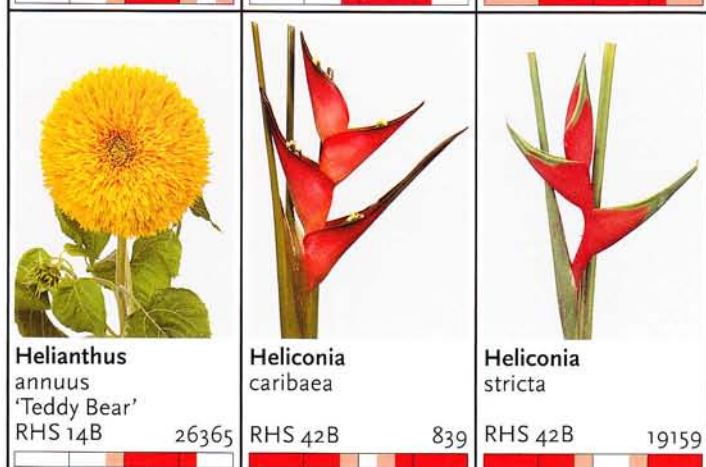 Helianthus
annuus
‘Teddy Bear’
RHS 14B 26365
Heliconia
caribaea
RHS 42B 839
Heliconia
stricta
RHS 42B 19159